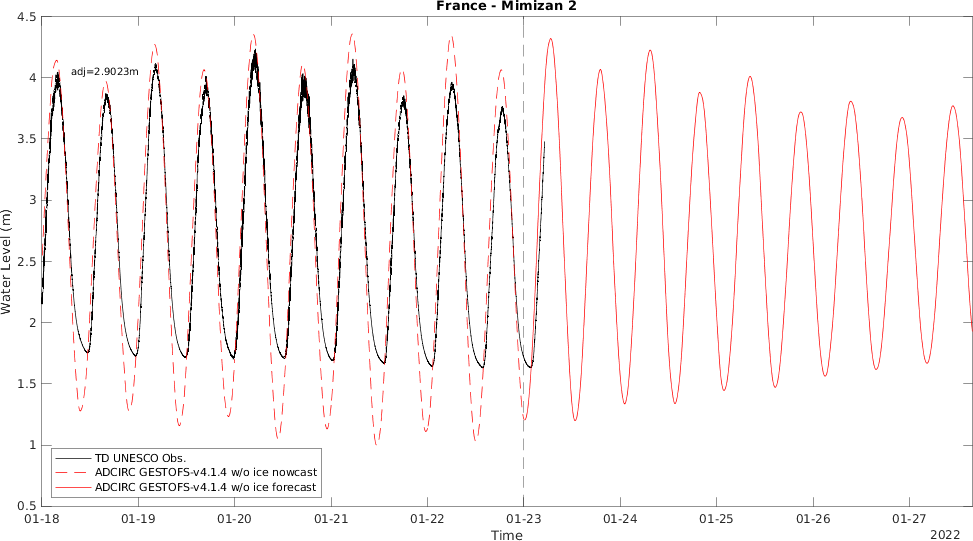 France - Mimizan 2
4.5
4
3.5
3
2.5
2
1.5
1
0.5
Water Level (m)
adj=2.9023m
TD UNESCO Obs.
ADCIRC GESTOFS-v4.1.4 w/o ice nowcast
ADCIRC GESTOFS-v4.1.4 w/o ice forecast
01-18 01-19 01-20 01-21 01-22 01-23 01-24 01-25 01-26 01-27
Time
2022